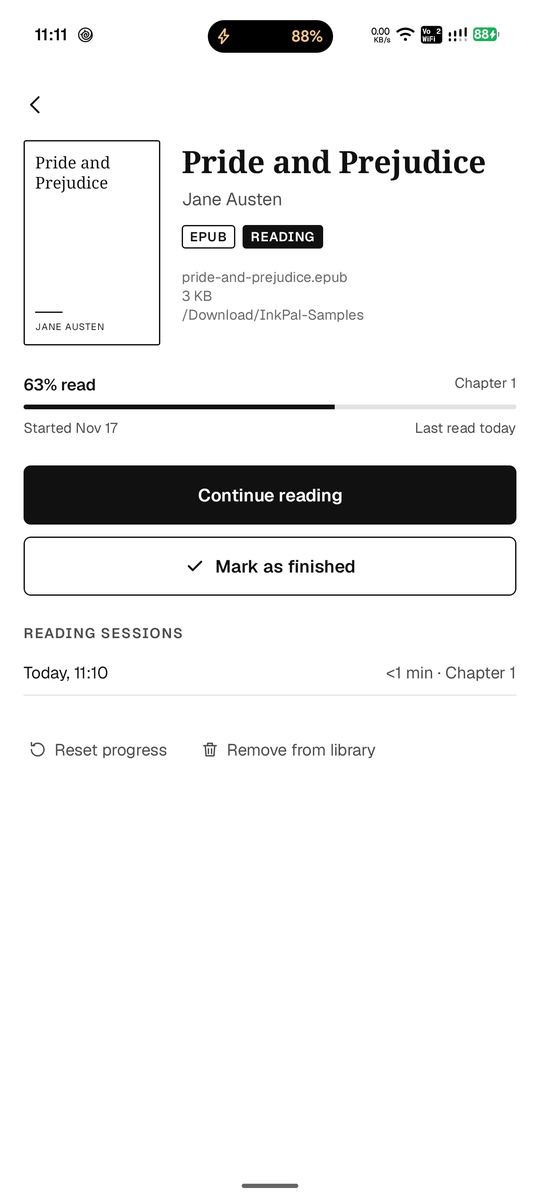 11:11
88%
0.00
KB/s
Vo 2
WiFi
88
Pride and
Prejudice
JANE AUSTEN
Pride and Prejudice
Jane Austen
EPUB READING
pride-and-prejudice.epub
3 KB
/Download/InkPal-Samples
63% read Chapter 1
Started Nov 17 Last read today
Continue reading
Mark as finished
READING SESSIONS
Today, 11:10 <1 min · Chapter 1
Reset progress Remove from library